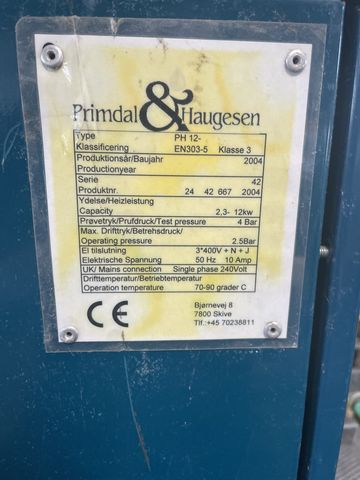 Primdal & Haugesen
Type PH 12-
Klassificering EN303-5 Klasse 3
Produktionsår/Baujahr 2004
Productionyear
Serie 42
Produktnr. 24 42 667 2004
Ydelse/Heizleistung
Capacity 2,3- 12kw
Prøvetryk/Prufdruck/Test pressure 4 Bar
Max. Drifttryk/Betrehsdruck/
Operating pressure 2.5Bar
El tilslutning 3*400V + N + J
Elektrische Spannung 50 Hz 10 Amp
UK/ Mains connection Single phase 240Volt
Drifttemperatur/Betriebtemperatur
Operation temperature 70-90 grader C
CE
Bjørnevej 8
7800 Skive
Tlf.:+45 70238811